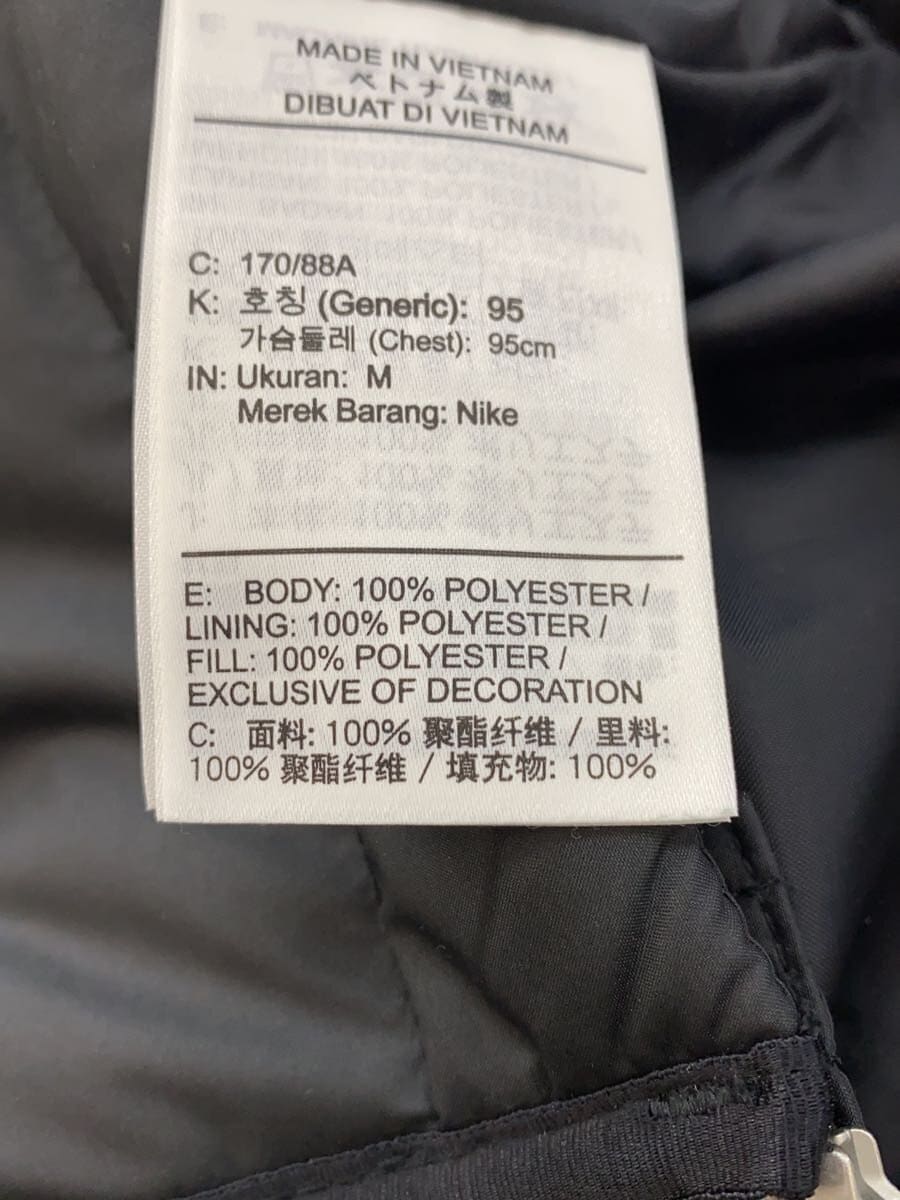 MADE IN VIETNAM
ベトナム製
DIBUAT DI VIETNAM
C: 170/88A
K: 호칭 (Generic): 95
가슴둘레 (Chest): 95cm
IN: Ukuran: M
Merek Barang: Nike
E: BODY: 100% POLYESTER /
LINING: 100% POLYESTER /
FILL: 100% POLYESTER /
EXCLUSIVE OF DECORATION
C: 面料: 100% 聚酯纤维 / 里料:
100% 聚酯纤维 / 填充物: 100%